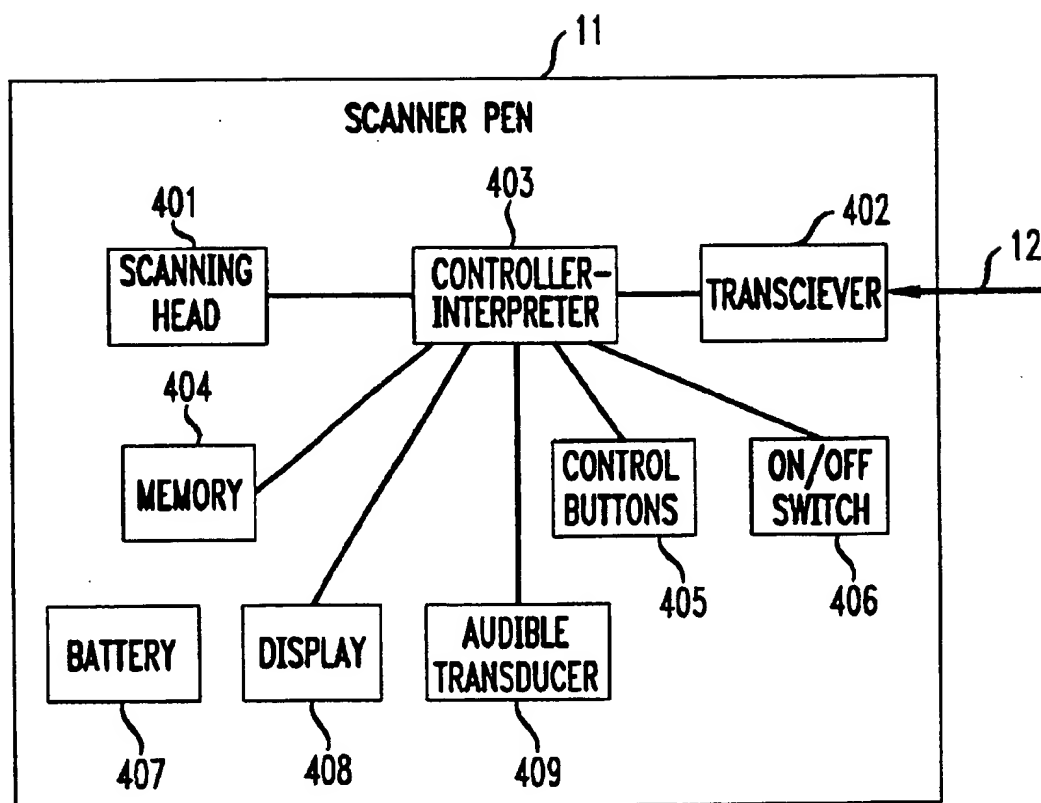 11
SCANNER PEN
401
403
402
12
SCANNING
HEAD
CONTROLLER-
INTERPRETER
TRANSCIEVER
404
MEMORY
CONTROL
BUTTONS
ON/OFF
SWITCH
405
406
BATTERY
DISPLAY
AUDIBLE
TRANSDUCER
407
408
409